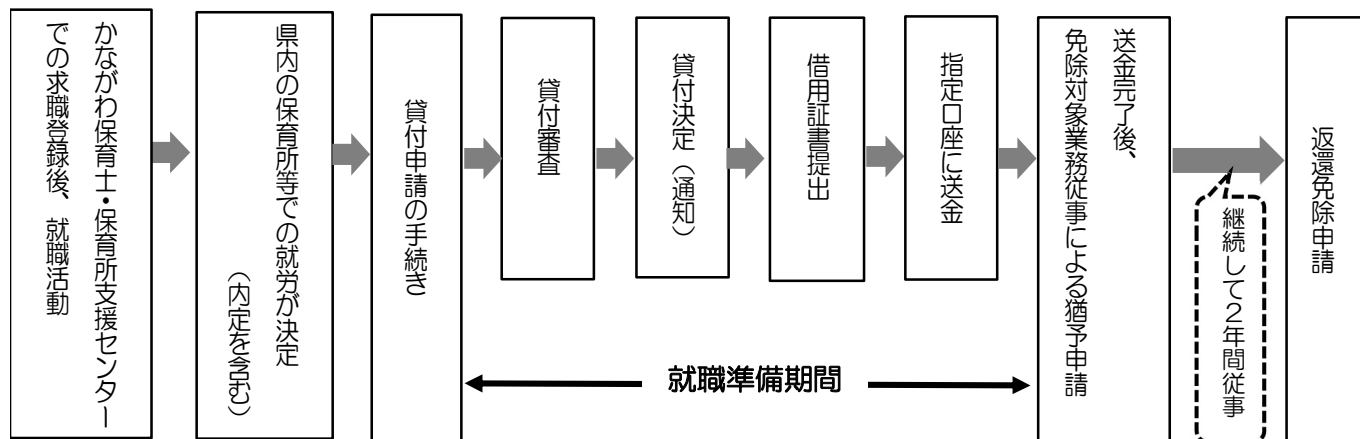 かながわ保育士・保育所支援センター
での求職登録後、就職活動
県内の保育所等での就労が決定
（内定を含む）
貸付申請の手続き
貸付審査
貸付決定（通知）
借用証書提出
指定口座に送金
送金完了後、
免除対象業務従事による猶予申請
継続して２年間従事
返還免除申請
就職準備期間